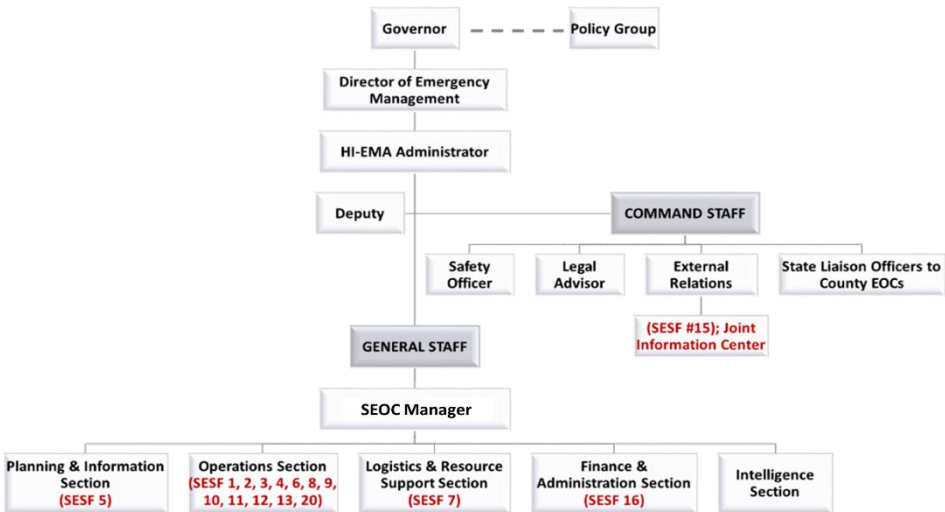 Governor
Policy Group
Director of Emergency
Management
HI-EMA Administrator
Deputy
COMMAND STAFF
Safety
Officer
Legal
Advisor
External
Relations
State Liaison Officers to
County EOCs
(SESF #15); Joint
Information Center
GENERAL STAFF
SEOC Manager
Planning & Information
Section
(SESF 5)
Operations Section
(SESF 1, 2, 3, 4, 6, 8, 9,
10, 11, 12, 13, 20)
Logistics & Resource
Support Section
(SESF 7)
Finance &
Administration Section
(SESF 16)
Intelligence
Section